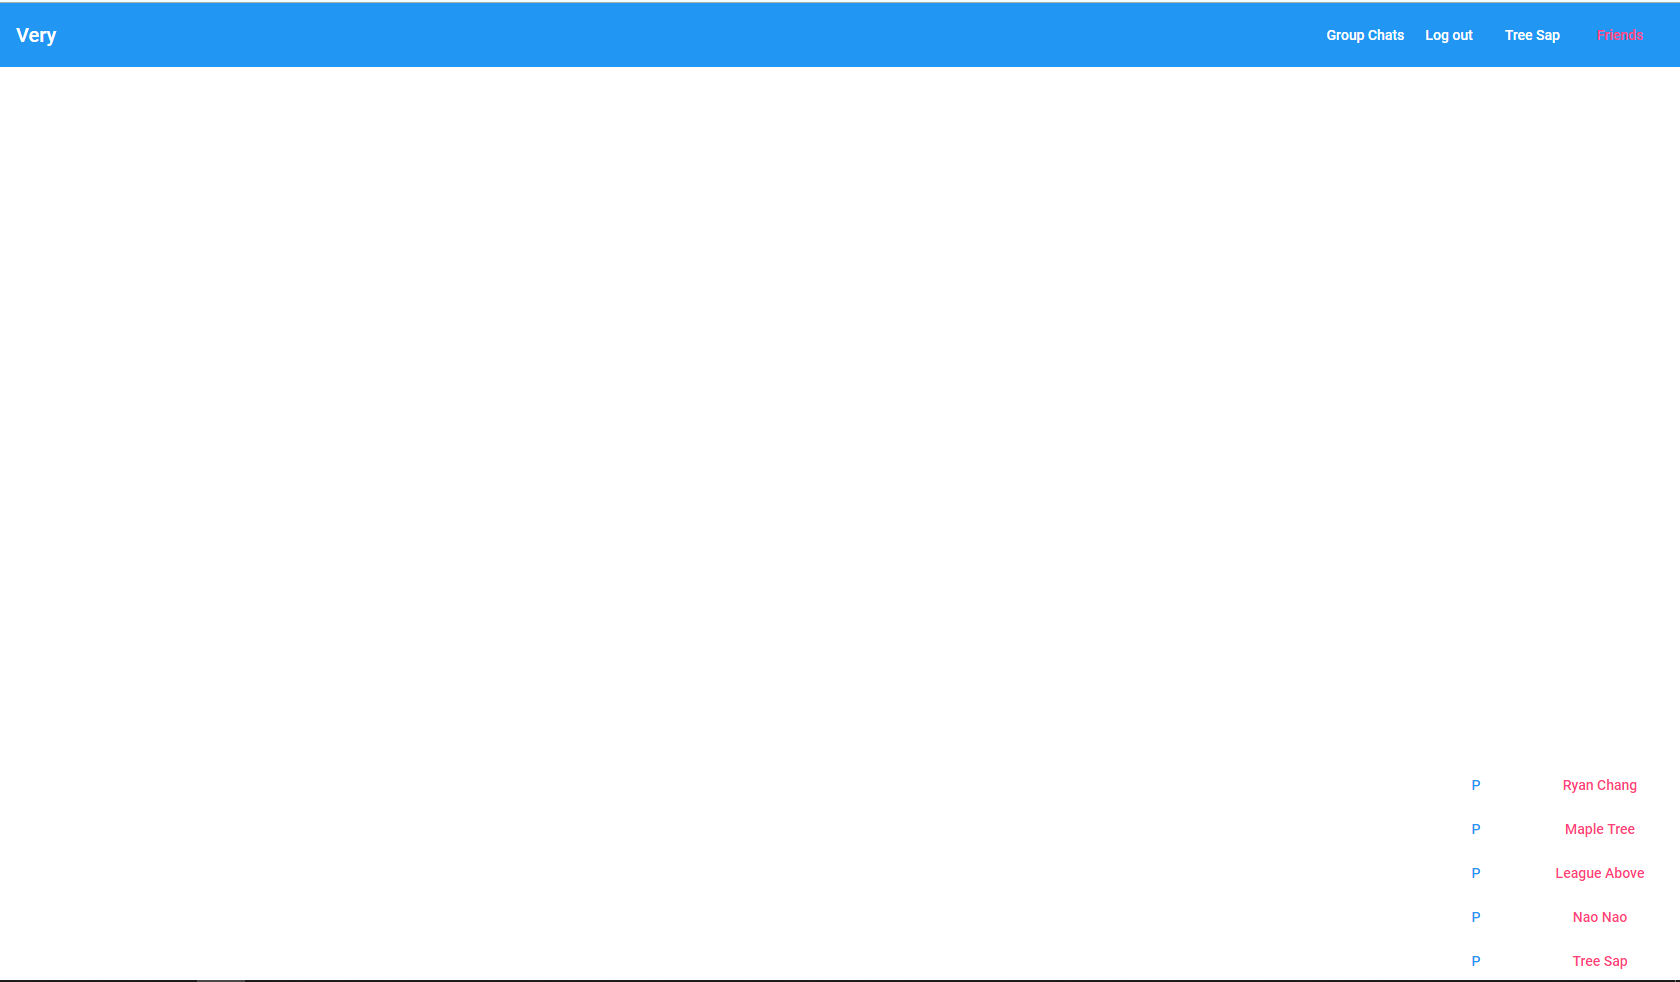 Very Group Chats Log out Tree Sap Friends
P Ryan Chang
P Maple Tree
P League Above
P Nao Nao
P Tree Sap